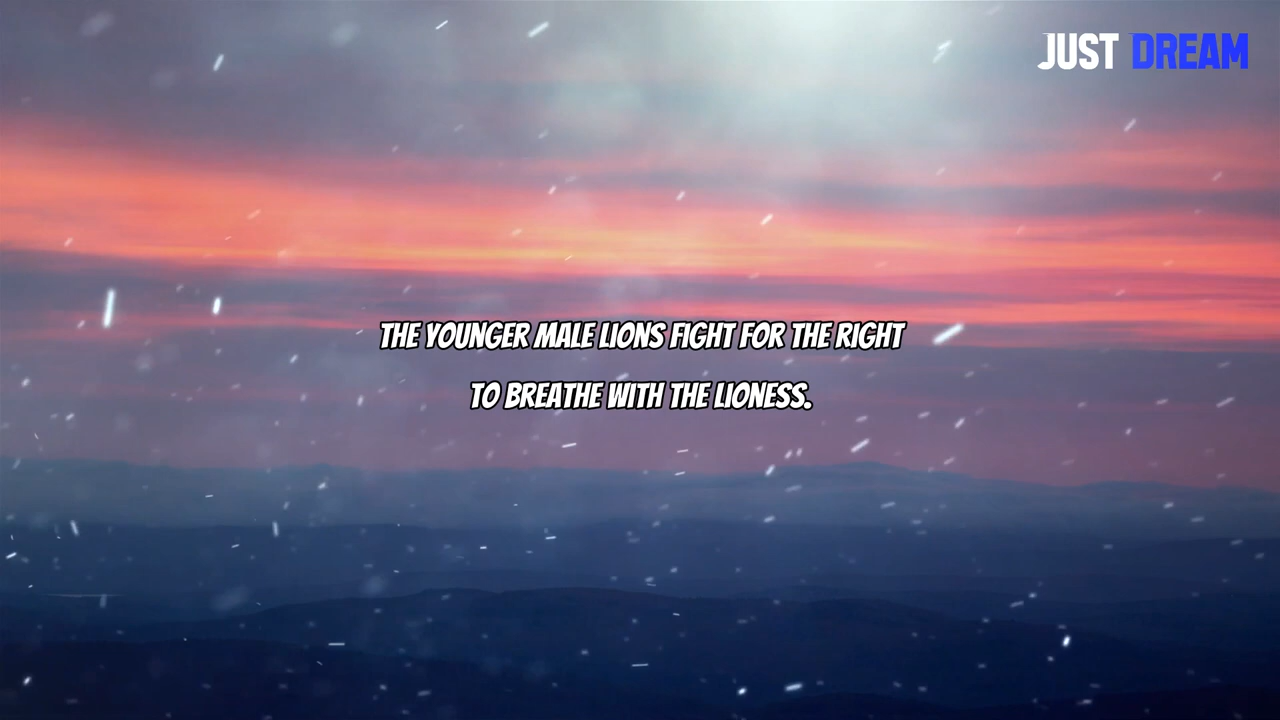 JUST DREAM
THE YOUNGER MALE LIONS FIGHT FOR THE RIGHT
TO BREATHE WITH THE LIONESS.